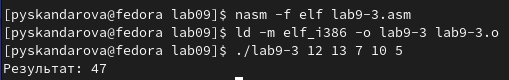 [pyskandarova@fedora lab09]$ nasm -f elf lab9-3.asm
[pyskandarova@fedora lab09]$ ld -m elf_i386 -o lab9-3 lab9-3.o
[pyskandarova@fedora lab09]$ ./lab9-3 12 13 7 10 5
Результат: 47